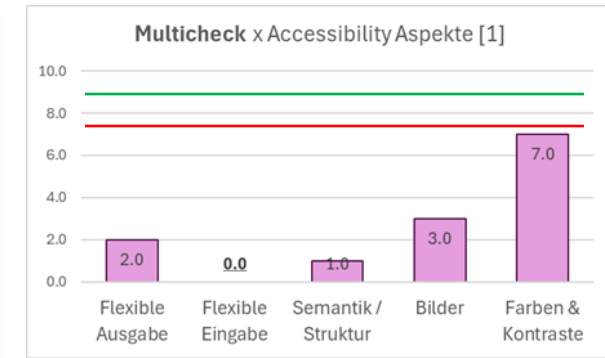 Multicheck x Accessibility Aspekte [1]
10.0
8.0
6.0
4.0
2.0
0.0
2.0
0.0
1.0
3.0
7.0
Flexible
Ausgabe
Flexible
Eingabe
Semantik /
Struktur
Bilder
Farben &
Kontraste